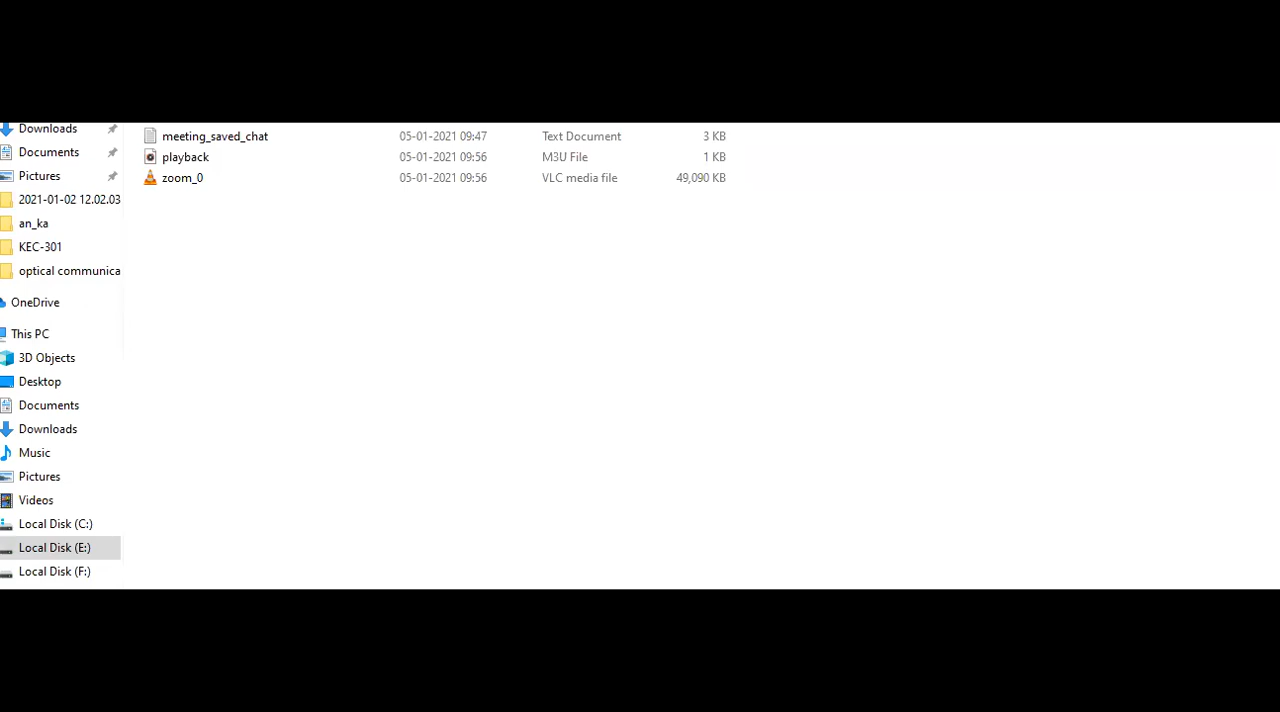 Downloads
Documents
Pictures
2021-01-02 12.02.03
an_ka
KEC-301
optical communica
OneDrive
This PC
3D Objects
Desktop
Documents
Downloads
Music
Pictures
Videos
Local Disk (C:)
Local Disk (E:)
Local Disk (F:)
meeting_saved_chat 05-01-2021 09:47 Text Document 3 KB
playback 05-01-2021 09:56 M3U File 1 KB
zoom_0 05-01-2021 09:56 VLC media file 49,090 KB